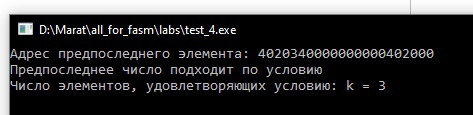 D:\Marat\all_for_fasm\labs\test_4.exe
Адрес предпоследнего элемента: 4020340000000000402000
Предпоследнее число подходит по условию
Число элементов, удовлетворяющих условию: k = 3